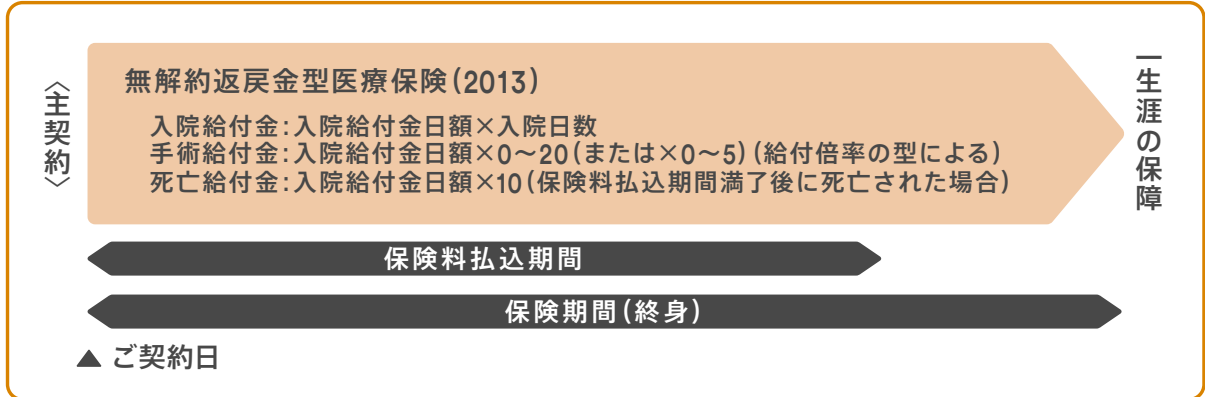 〈主契約〉
無解約返戻金型医療保険(2013)
入院給付金:入院給付金日額×入院日数
手術給付金:入院給付金日額×0～20(または×0～5)(給付倍率の型による)
死亡給付金:入院給付金日額×10(保険料払込期間満了後に死亡された場合)
一生涯の保障
保険料払込期間
保険期間(終身)
▲ ご契約日